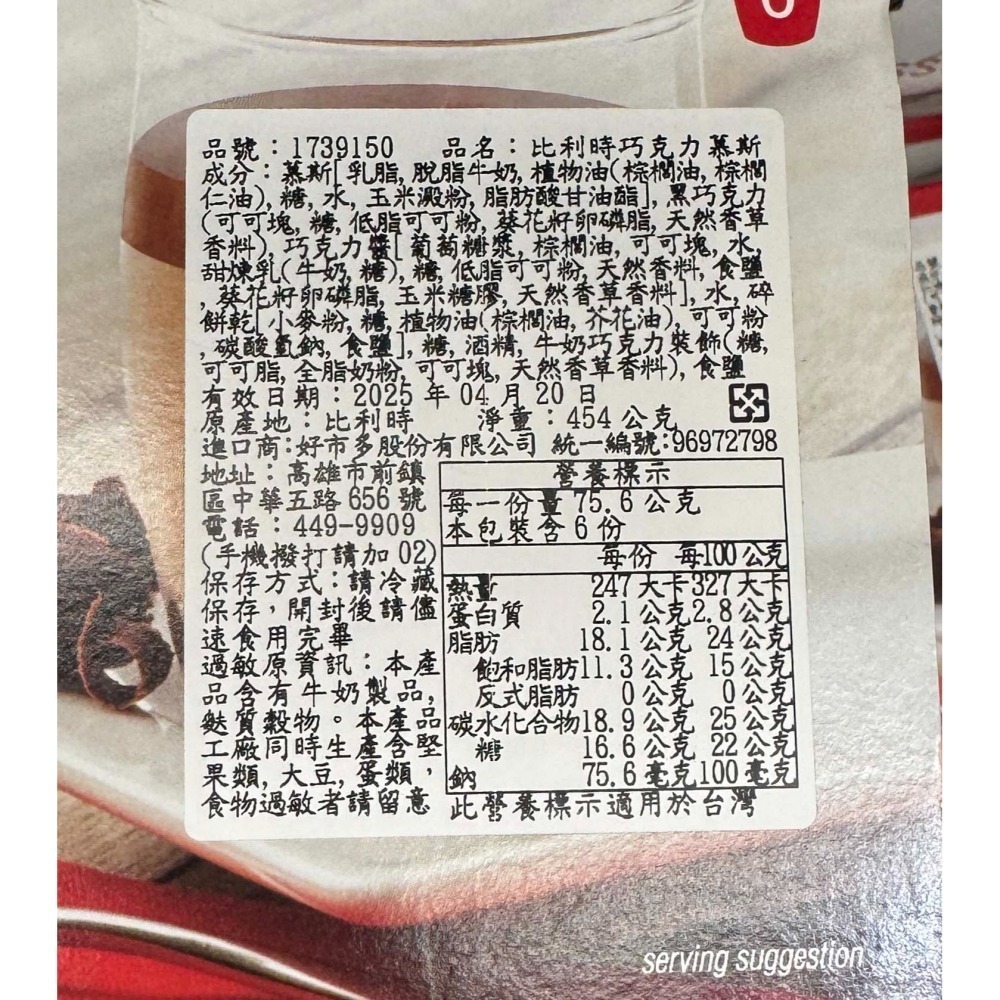 品號：1739150 品名：比利時巧克力慕斯
成分：慕斯[乳脂, 脫脂牛奶, 植物油(棕櫚油, 棕櫚
仁油), 糖, 水, 玉米澱粉, 脂肪酸甘油酯], 黑巧克力
(可可塊, 糖, 低脂可可粉, 葵花籽卵磷脂, 天然香草
香料), 巧克力醬[葡萄糖漿, 棕櫚油, 可可塊, 水,
甜煉乳(牛奶, 糖), 糖, 低脂可可粉, 天然香料, 食鹽
, 葵花籽卵磷脂, 玉米糖膠, 天然香草香料], 水, 碎
餅乾[小麥粉, 糖, 植物油(棕櫚油, 芥花油), 可可粉
, 碳酸氫鈉, 食鹽], 糖, 酒精, 牛奶巧克力裝飾(糖,
可可脂, 全脂奶粉, 可可塊, 天然香草香料), 食鹽
有效日期：2025 年 04 月 20 日
原產地：比利時 淨重：454 公克
進口商:好市多股份有限公司 統一編號:96972798
地址：高雄市前鎮
區中華五路 656 號
電話：449-9909
(手機撥打請加 02)
保存方式：請冷藏
保存，開封後請儘
速食用完畢
過敏原資訊：本產
品含有牛奶製品,
麩質穀物。本產品
工廠同時生產含堅
果類, 大豆, 蛋類，
食物過敏者請留意
營養標示
每一份量 75.6 公克
本包裝含 6 份
每份 每100公克
熱量 247 大卡 327 大卡
蛋白質 2.1 公克 2.8 公克
脂肪 18.1 公克 24 公克
飽和脂肪 11.3 公克 15 公克
反式脂肪 0 公克 0 公克
碳水化合物 18.9 公克 25 公克
糖 16.6 公克 22 公克
鈉 75.6 毫克 100 毫克
此營養標示適用於台灣
serving suggestion